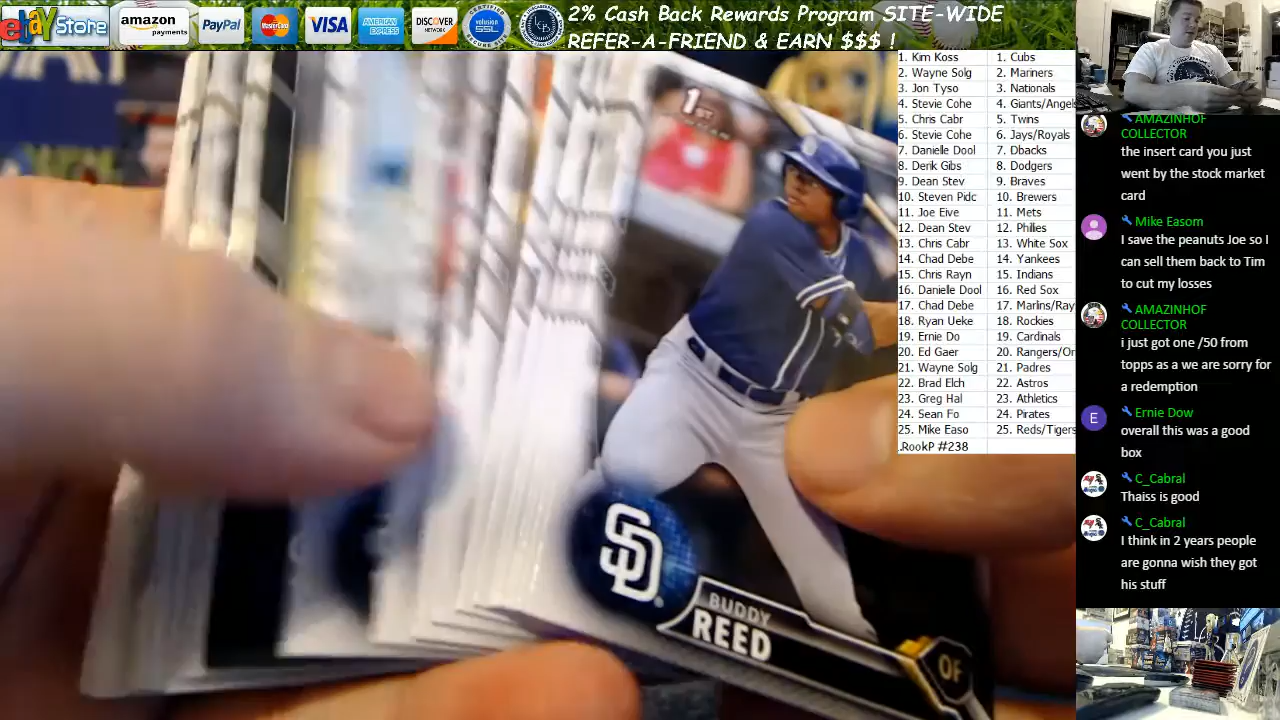 ebay Store
amazon
payments
PayPal
MasterCard
VISA
AMERICAN
EXPRESS
DISCOVER
NETWORK
volusion
SSL
2% Cash Back Rewards Program SITE-WIDE
REFER-A-FRIEND & EARN $$$ !
1. Kim Koss 1. Cubs
2. Wayne Solg 2. Mariners
3. Jon Tyso 3. Nationals
4. Stevie Cohe 4. Giants/Angels
5. Chris Cabr 5. Twins
6. Stevie Cohe 6. Jays/Royals
7. Danielle Dool 7. Dbacks
8. Derik Gibs 8. Dodgers
9. Dean Stev 9. Braves
10. Steven Pidc 10. Brewers
11. Joe Eive 11. Mets
12. Dean Stev 12. Philies
13. Chris Cabr 13. White Sox
14. Chad Debe 14. Yankees
15. Chris Rayn 15. Indians
16. Danielle Dool 16. Red Sox
17. Chad Debe 17. Marlins/Ray
18. Ryan Ueke 18. Rockies
19. Ernie Do 19. Cardinals
20. Ed Gaer 20. Rangers/Or
21. Wayne Solg 21. Padres
22. Brad Elch 22. Astros
23. Greg Hal 23. Athletics
24. Sean Fo 24. Pirates
25. Mike Easo 25. Reds/Tigers
.RookP #238
AMAZINHOF
COLLECTOR
the insert card you just
went by the stock market
card
Mike Easom
I save the peanuts Joe so I
can sell them back to Tim
to cut my losses
AMAZINHOF
COLLECTOR
i just got one /50 from
topps as a we are sorry for
a redemption
E Ernie Dow
overall this was a good
box
C_Cabral
Thaiss is good
C_Cabral
I think in 2 years people
are gonna wish they got
his stuff
1ST
SD
BUDDY
REED
OF